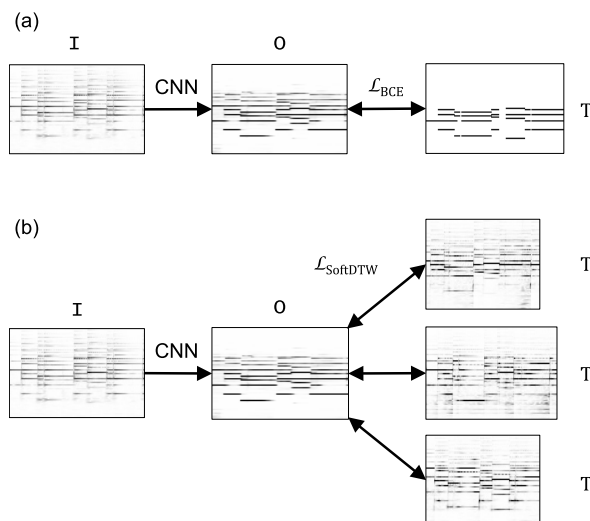 (a)
I O
CNN ℒBCE T
(b)
ℒSoftDTW T
I O
CNN T
T